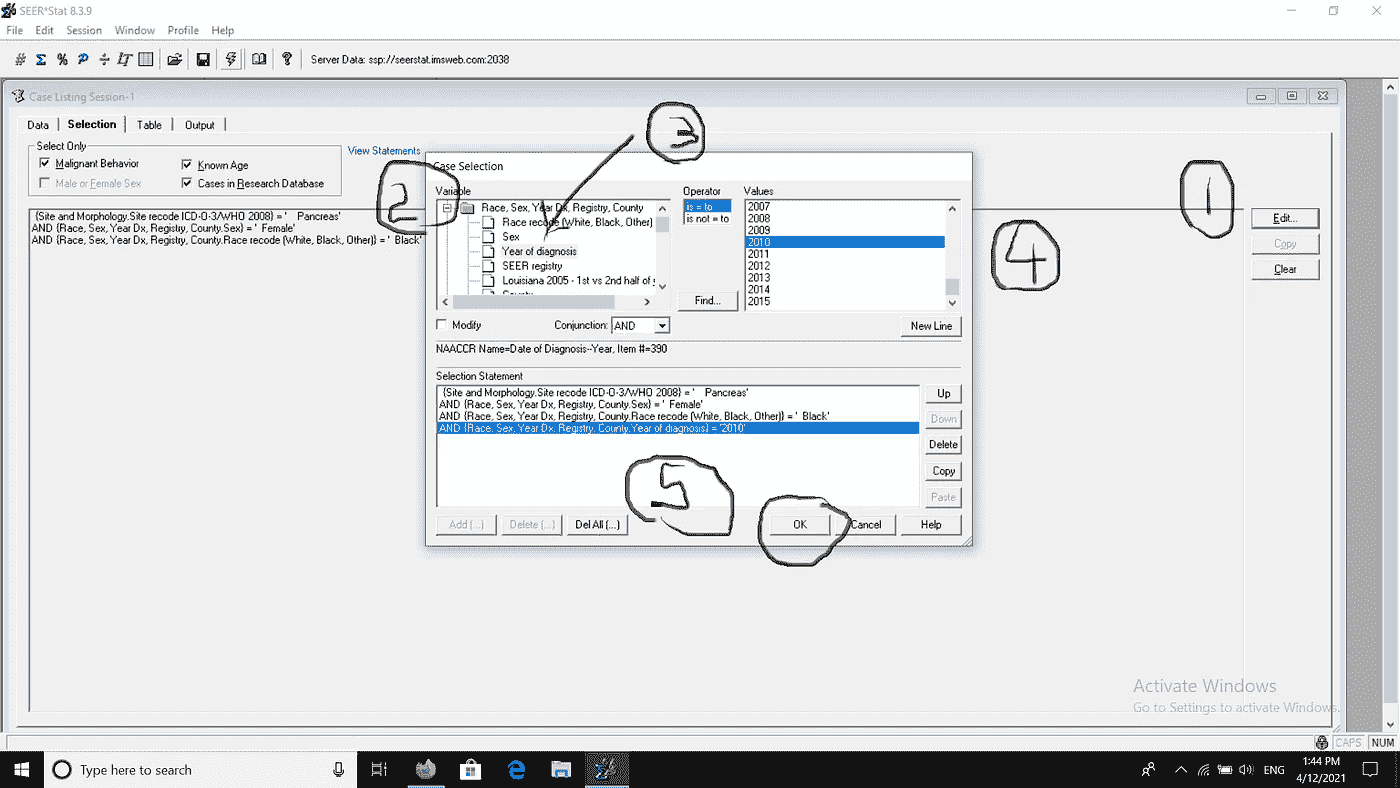 SEER*Stat 8.3.9
File Edit Session Window Profile Help
Server Data: ssp://seerstat.imsweb.com:2038
Case Listing Session-1
Data Selection Table Output
Select Only
Malignant Behavior
Known Age
Male or Female Sex
Cases in Research Database
View Statements
{Site and Morphology.Site recode ICD-O-3/WHO 2008} = ' Pancreas'
AND {Race, Sex, Year Dx, Registry, County.Sex} = ' Female'
AND {Race, Sex, Year Dx, Registry, County.Race recode (White, Black, Other)} = ' Black'
Edit...
Copy
Clear
1
2
3
4
5
Case Selection
Variable
Race, Sex, Year Dx, Registry, County
Race recode (White, Black, Other)
Sex
Year of diagnosis
SEER registry
Louisiana 2005 - 1st vs 2nd half of
County
Operator
is = to
is not = to
Find...
Values
2007
2008
2009
2010
2011
2012
2013
2014
2015
Modify
Conjunction: AND
New Line
NAACCR Name=Date of Diagnosis--Year, Item #=390
Selection Statement
{Site and Morphology.Site recode ICD-O-3/WHO 2008} = ' Pancreas'
AND {Race, Sex, Year Dx, Registry, County.Sex} = ' Female'
AND {Race, Sex, Year Dx, Registry, County.Race recode (White, Black, Other)} = ' Black'
AND {Race, Sex, Year Dx, Registry, County.Year of diagnosis} = '2010'
Up
Down
Delete
Copy
Paste
Add (...)
Delete (...)
Del All (...)
OK
Cancel
Help
Activate Windows
Go to Settings to activate Windows.
CAPS NUM
Type here to search
ENG
1:44 PM
4/12/2021